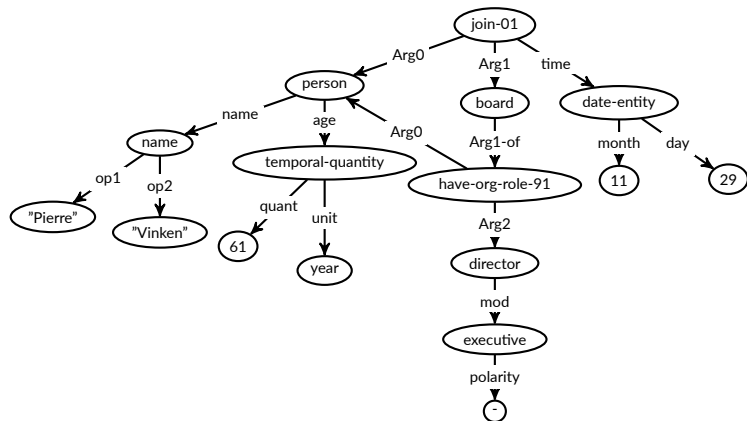 join-01
Arg0
Arg1
time
person
board
date-entity
name
age
Arg0
Arg1-of
month
day
name
temporal-quantity
have-org-role-91
11
29
op1
op2
quant
unit
Arg2
”Pierre”
”Vinken”
61
year
director
mod
executive
polarity
-